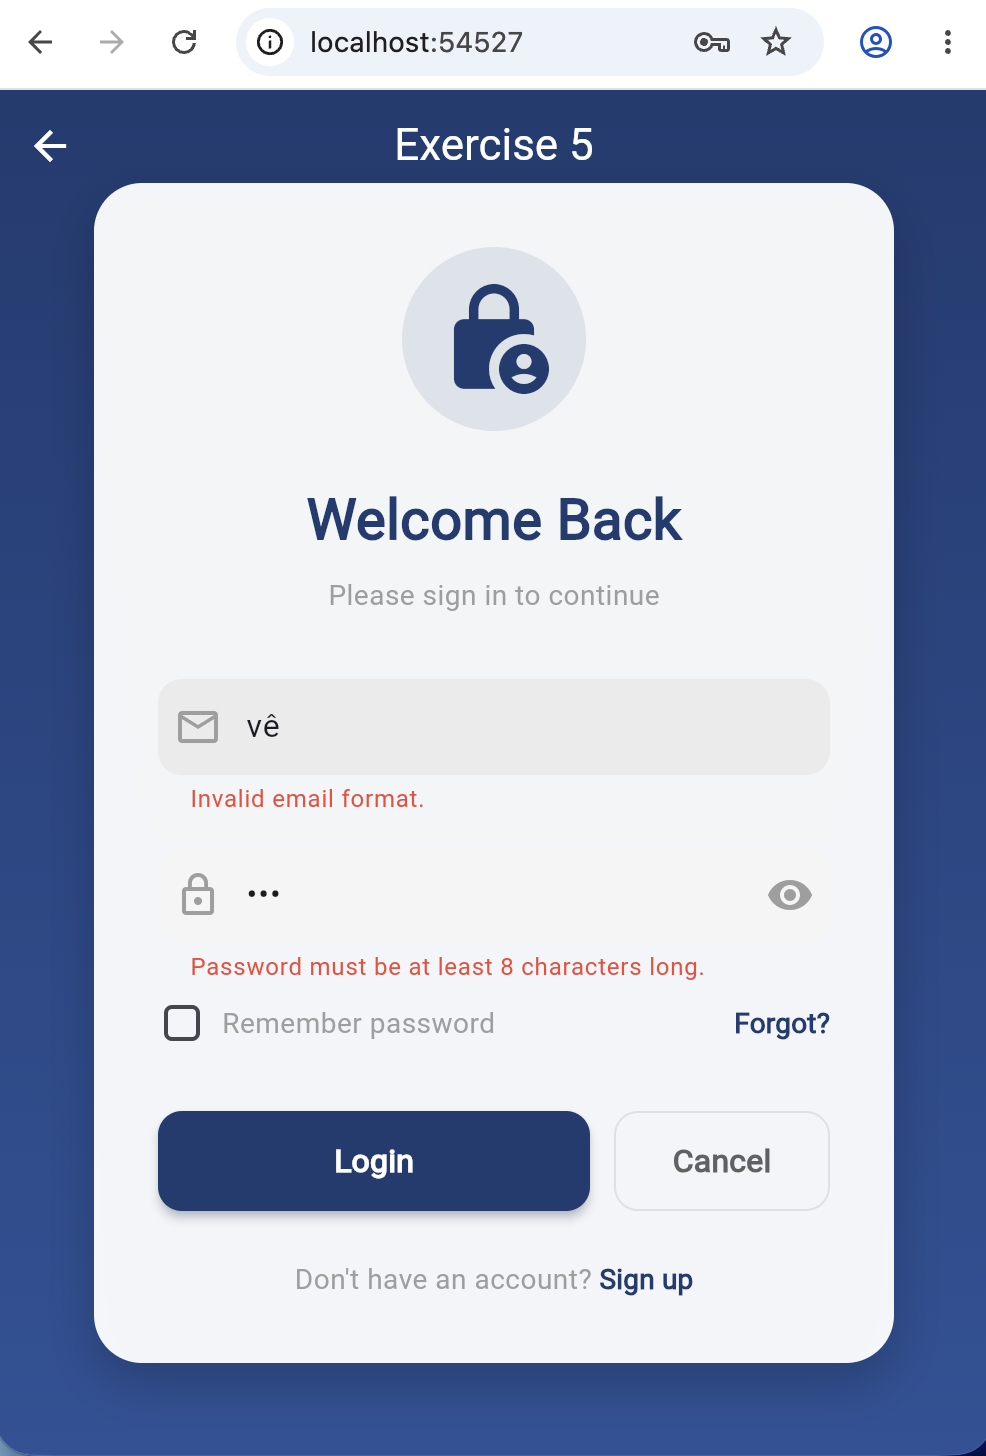 localhost:54527
Exercise 5
Welcome Back
Please sign in to continue
vê
Invalid email format.
•••
Password must be at least 8 characters long.
Remember password Forgot?
Login Cancel
Don't have an account? Sign up